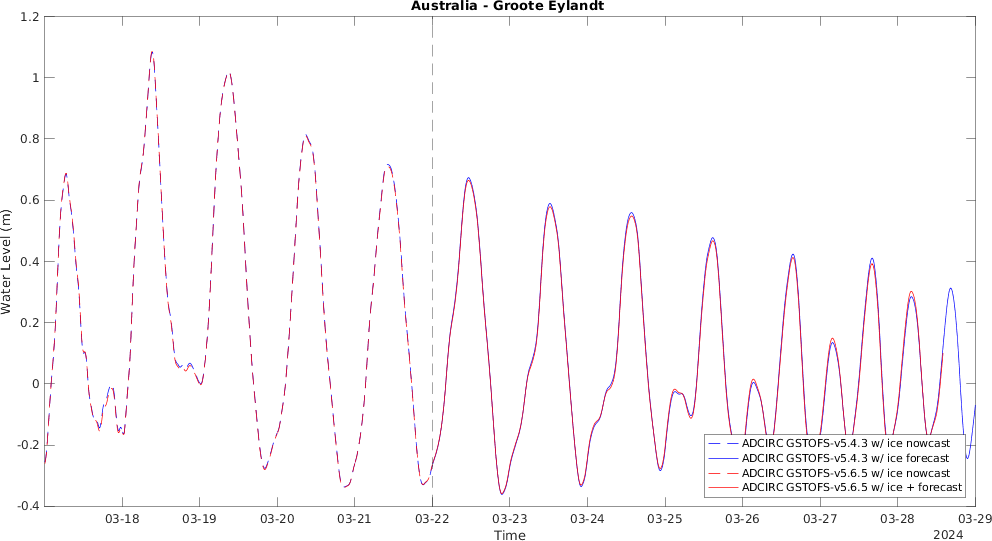 Australia - Groote Eylandt
1.2
1
0.8
0.6
0.4
0.2
0
-0.2
-0.4
Water Level (m)
ADCIRC GSTOFS-v5.4.3 w/ ice nowcast
ADCIRC GSTOFS-v5.4.3 w/ ice forecast
ADCIRC GSTOFS-v5.6.5 w/ ice nowcast
ADCIRC GSTOFS-v5.6.5 w/ ice + forecast
03-18 03-19 03-20 03-21 03-22 03-23 03-24 03-25 03-26 03-27 03-28 03-29
Time
2024